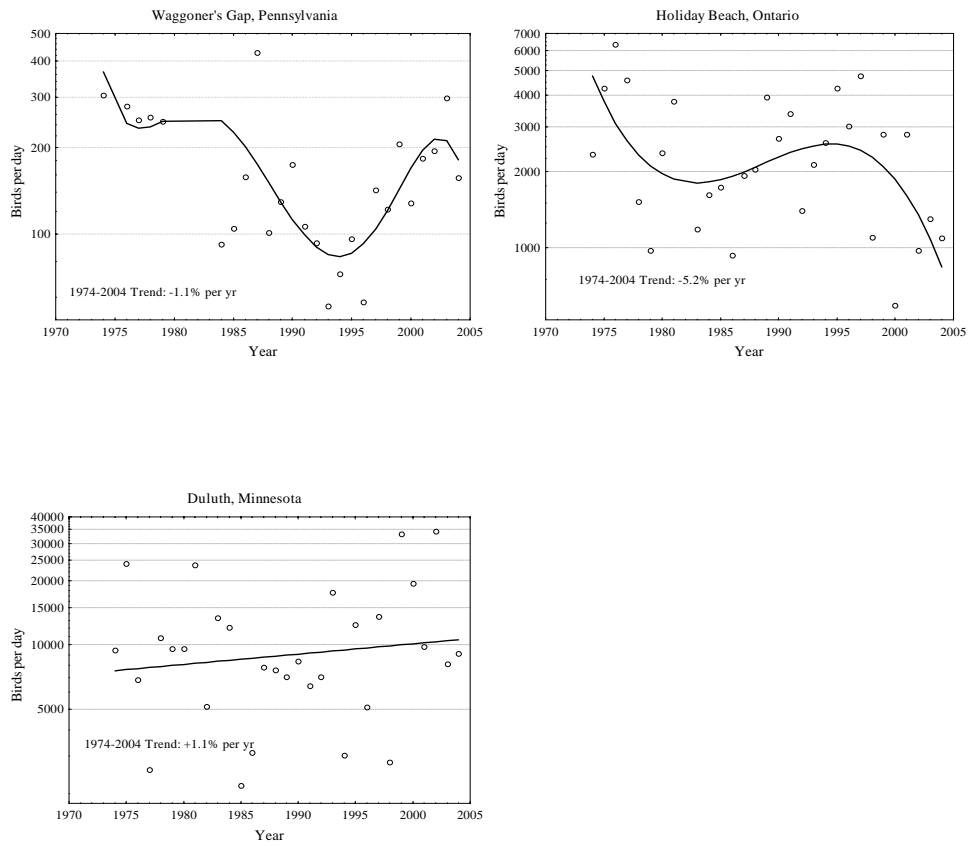 Waggoner's Gap, Pennsylvania
500
400
300
200
100
Birds per day
1974-2004 Trend: -1.1% per yr
1970 1975 1980 1985 1990 1995 2000 2005
Year
Holiday Beach, Ontario
7000
6000
5000
4000
3000
2000
1000
Birds per day
1974-2004 Trend: -5.2% per yr
1970 1975 1980 1985 1990 1995 2000 2005
Year
Duluth, Minnesota
40000
35000
30000
25000
20000
15000
10000
5000
Birds per day
1974-2004 Trend: +1.1% per yr
1970 1975 1980 1985 1990 1995 2000 2005
Year